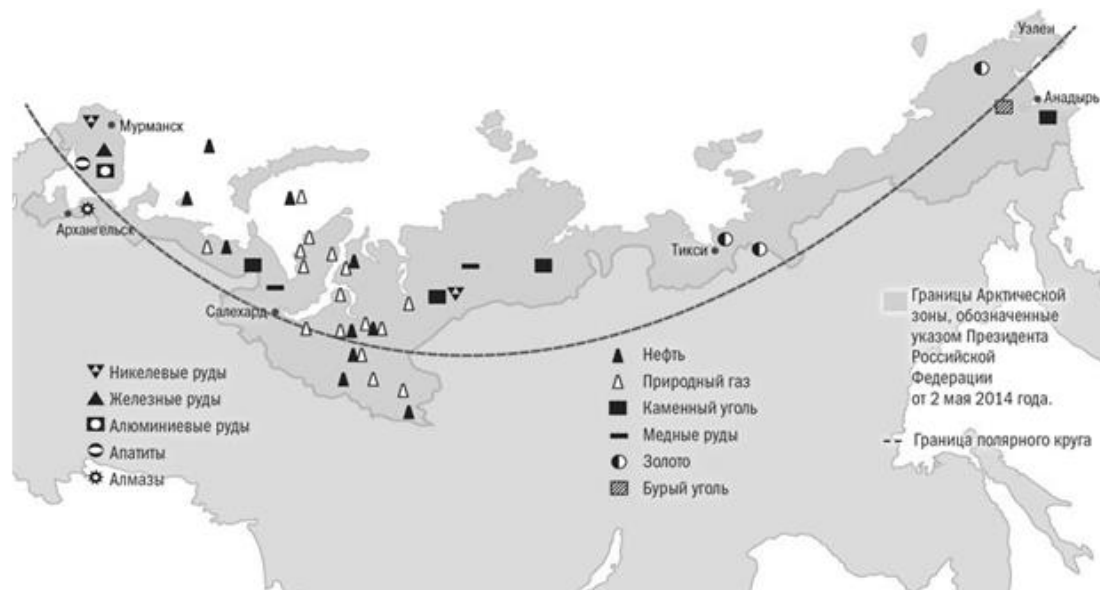 Уэлен
Анадырь
Мурманск
Архангельск
Тикси
Салехард
Никелевые руды
Железные руды
Алюминиевые руды
Апатиты
Алмазы
Нефть
Природный газ
Каменный уголь
Медные руды
Золото
Бурый уголь
Границы Арктической
зоны, обозначенные
указом Президента
Российской
Федерации
от 2 мая 2014 года.
Граница полярного круга